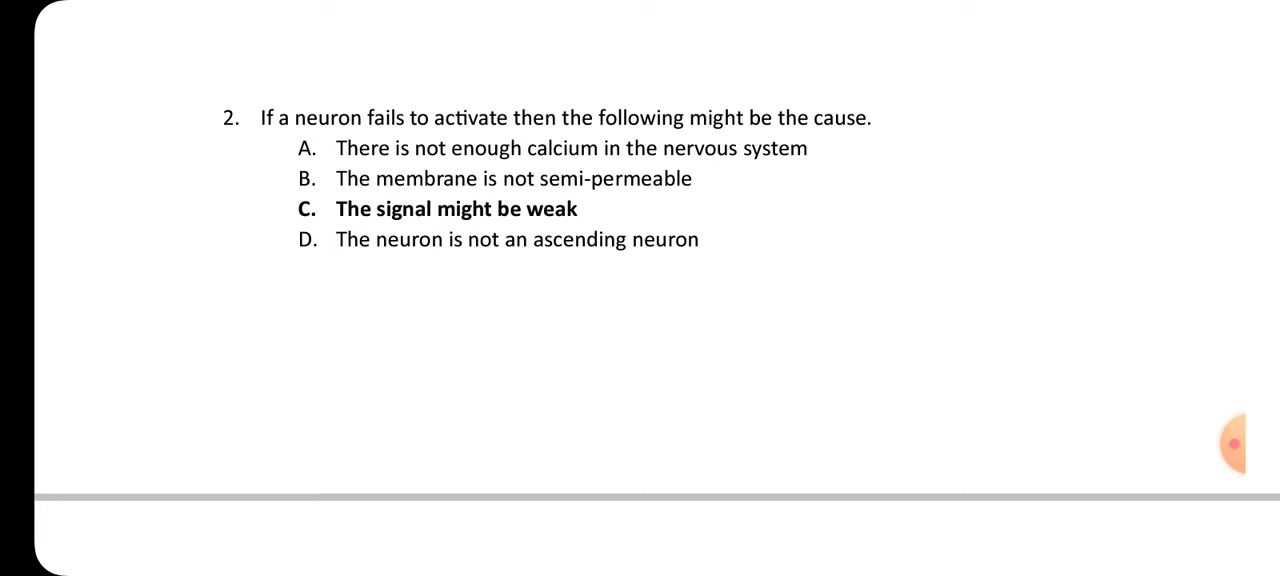 2. If a neuron fails to activate then the following might be the cause.
A. There is not enough calcium in the nervous system
B. The membrane is not semi-permeable
C. The signal might be weak
D. The neuron is not an ascending neuron